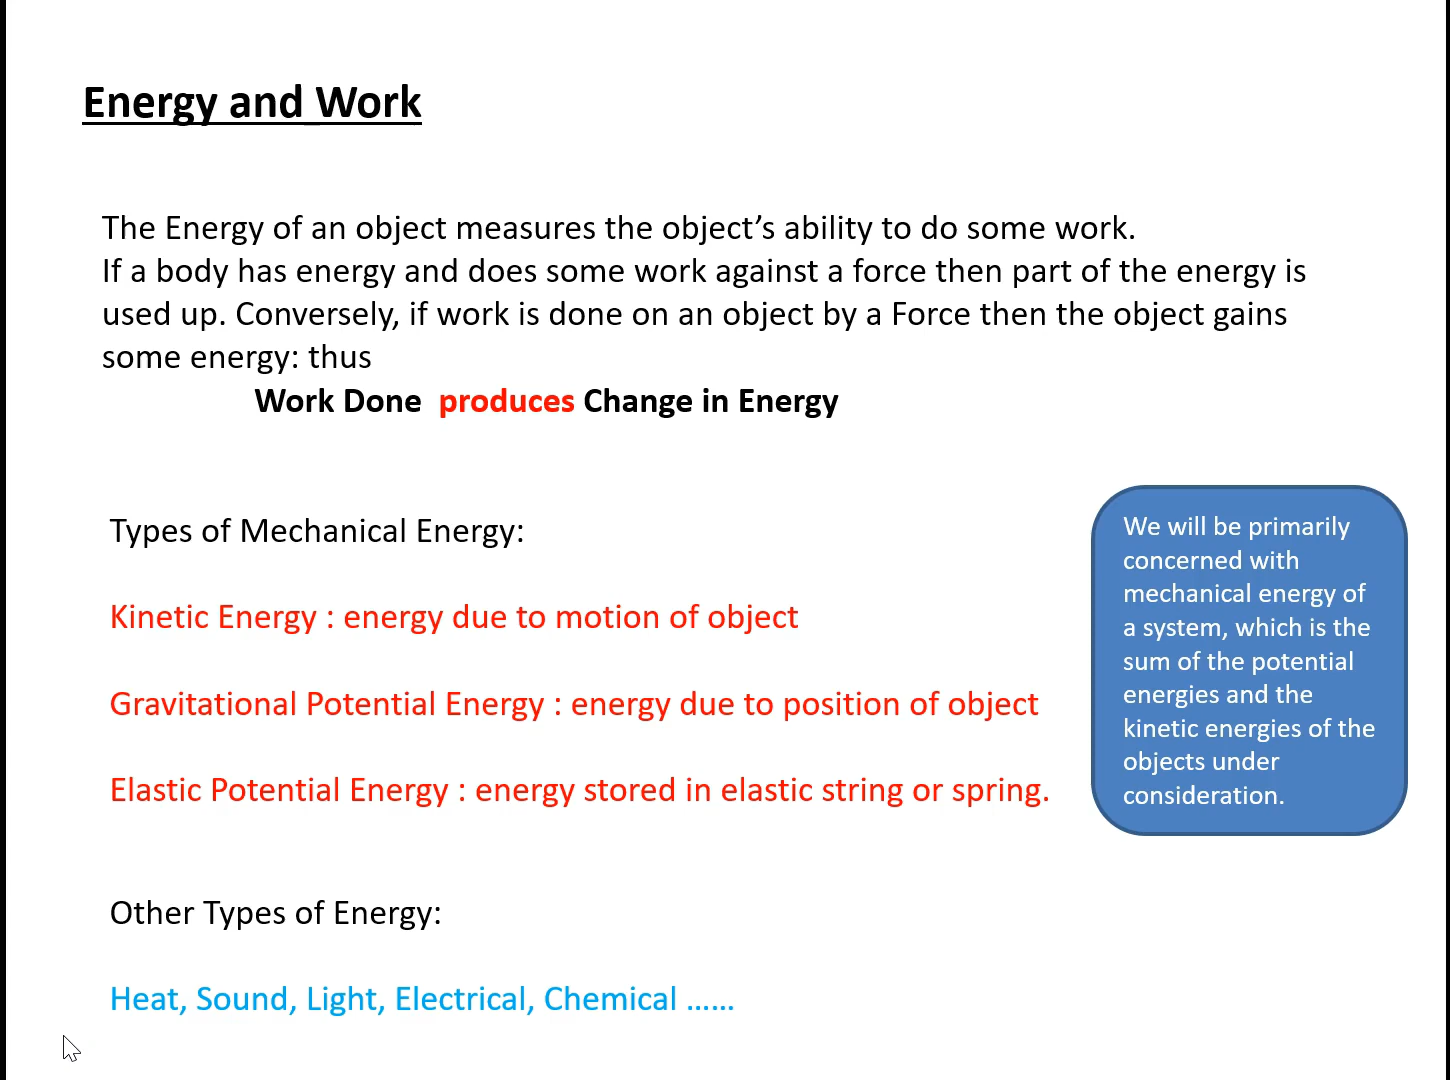 Energy and Work
The Energy of an object measures the object’s ability to do some work.
If a body has energy and does some work against a force then part of the energy is
used up. Conversely, if work is done on an object by a Force then the object gains
some energy: thus
Work Done produces Change in Energy
Types of Mechanical Energy:
Kinetic Energy : energy due to motion of object
Gravitational Potential Energy : energy due to position of object
Elastic Potential Energy : energy stored in elastic string or spring.
We will be primarily
concerned with
mechanical energy of
a system, which is the
sum of the potential
energies and the
kinetic energies of the
objects under
consideration.
Other Types of Energy:
Heat, Sound, Light, Electrical, Chemical ......